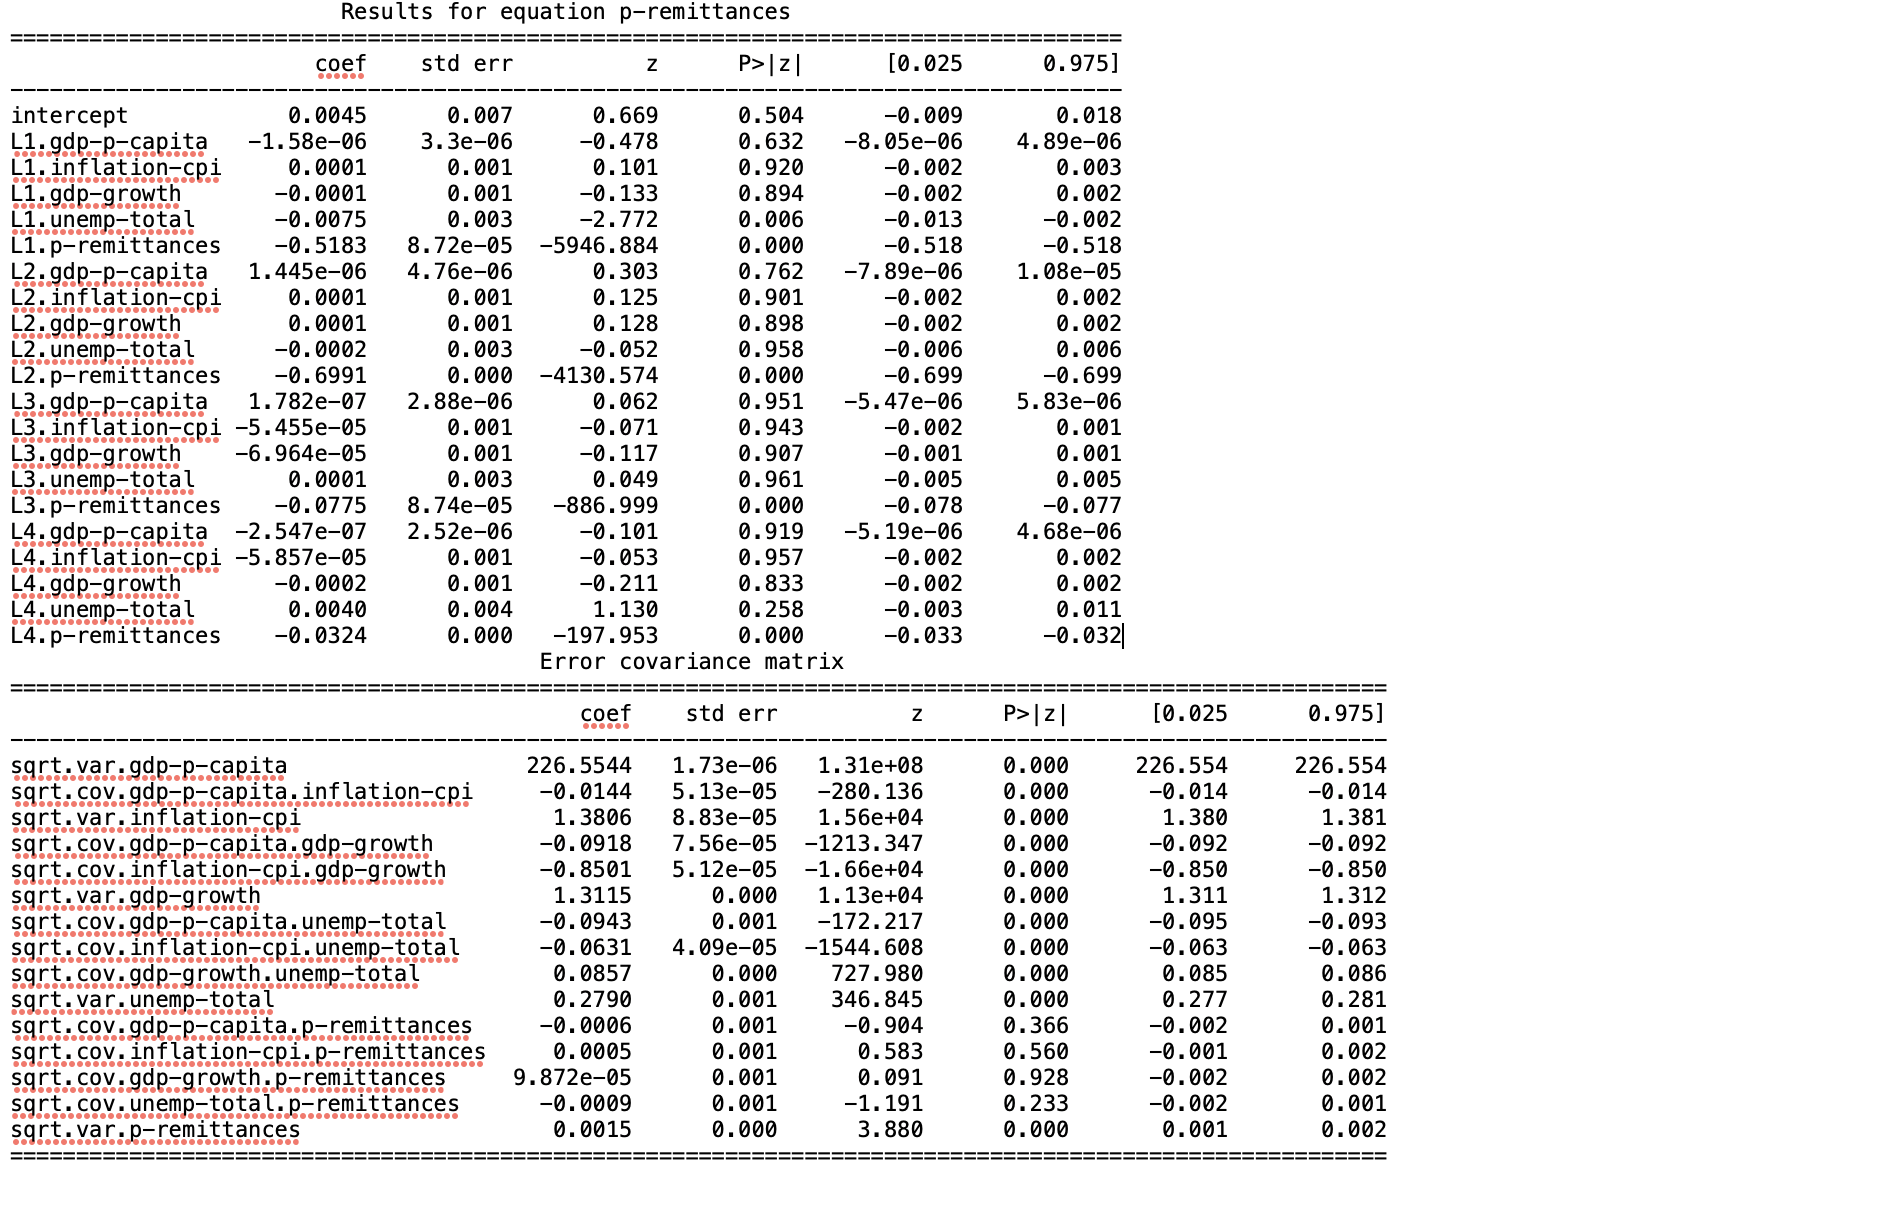 Results for equation p-remittances
=====================================================================================
coef std err z P>|z| [0.025 0.975]
-------------------------------------------------------------------------------------
intercept 0.0045 0.007 0.669 0.504 -0.009 0.018
L1.gdp-p-capita -1.58e-06 3.3e-06 -0.478 0.632 -8.05e-06 4.89e-06
L1.inflation-cpi 0.0001 0.001 0.101 0.920 -0.002 0.003
L1.gdp-growth -0.0001 0.001 -0.133 0.894 -0.002 0.002
L1.unemp-total -0.0075 0.003 -2.772 0.006 -0.013 -0.002
L1.p-remittances -0.5183 8.72e-05 -5946.884 0.000 -0.518 -0.518
L2.gdp-p-capita 1.445e-06 4.76e-06 0.303 0.762 -7.89e-06 1.08e-05
L2.inflation-cpi 0.0001 0.001 0.125 0.901 -0.002 0.002
L2.gdp-growth 0.0001 0.001 0.128 0.898 -0.002 0.002
L2.unemp-total -0.0002 0.003 -0.052 0.958 -0.006 0.006
L2.p-remittances -0.6991 0.000 -4130.574 0.000 -0.699 -0.699
L3.gdp-p-capita 1.782e-07 2.88e-06 0.062 0.951 -5.47e-06 5.83e-06
L3.inflation-cpi -5.455e-05 0.001 -0.071 0.943 -0.002 0.001
L3.gdp-growth -6.964e-05 0.001 -0.117 0.907 -0.001 0.001
L3.unemp-total 0.0001 0.003 0.049 0.961 -0.005 0.005
L3.p-remittances -0.0775 8.74e-05 -886.999 0.000 -0.078 -0.077
L4.gdp-p-capita -2.547e-07 2.52e-06 -0.101 0.919 -5.19e-06 4.68e-06
L4.inflation-cpi -5.857e-05 0.001 -0.053 0.957 -0.002 0.002
L4.gdp-growth -0.0002 0.001 -0.211 0.833 -0.002 0.002
L4.unemp-total 0.0040 0.004 1.130 0.258 -0.003 0.011
L4.p-remittances -0.0324 0.000 -197.953 0.000 -0.033 -0.032
Error covariance matrix
=========================================================================================================
coef std err z P>|z| [0.025 0.975]
---------------------------------------------------------------------------------------------------------
sqrt.var.gdp-p-capita 226.5544 1.73e-06 1.31e+08 0.000 226.554 226.554
sqrt.cov.gdp-p-capita.inflation-cpi -0.0144 5.13e-05 -280.136 0.000 -0.014 -0.014
sqrt.var.inflation-cpi 1.3806 8.83e-05 1.56e+04 0.000 1.380 1.381
sqrt.cov.gdp-p-capita.gdp-growth -0.0918 7.56e-05 -1213.347 0.000 -0.092 -0.092
sqrt.cov.inflation-cpi.gdp-growth -0.8501 5.12e-05 -1.66e+04 0.000 -0.850 -0.850
sqrt.var.gdp-growth 1.3115 0.000 1.13e+04 0.000 1.311 1.312
sqrt.cov.gdp-p-capita.unemp-total -0.0943 0.001 -172.217 0.000 -0.095 -0.093
sqrt.cov.inflation-cpi.unemp-total -0.0631 4.09e-05 -1544.608 0.000 -0.063 -0.063
sqrt.cov.gdp-growth.unemp-total 0.0857 0.000 727.980 0.000 0.085 0.086
sqrt.var.unemp-total 0.2790 0.001 346.845 0.000 0.277 0.281
sqrt.cov.gdp-p-capita.p-remittances -0.0006 0.001 -0.904 0.366 -0.002 0.001
sqrt.cov.inflation-cpi.p-remittances 0.0005 0.001 0.583 0.560 -0.001 0.002
sqrt.cov.gdp-growth.p-remittances 9.872e-05 0.001 0.091 0.928 -0.002 0.002
sqrt.cov.unemp-total.p-remittances -0.0009 0.001 -1.191 0.233 -0.002 0.001
sqrt.var.p-remittances 0.0015 0.000 3.880 0.000 0.001 0.002
=========================================================================================================